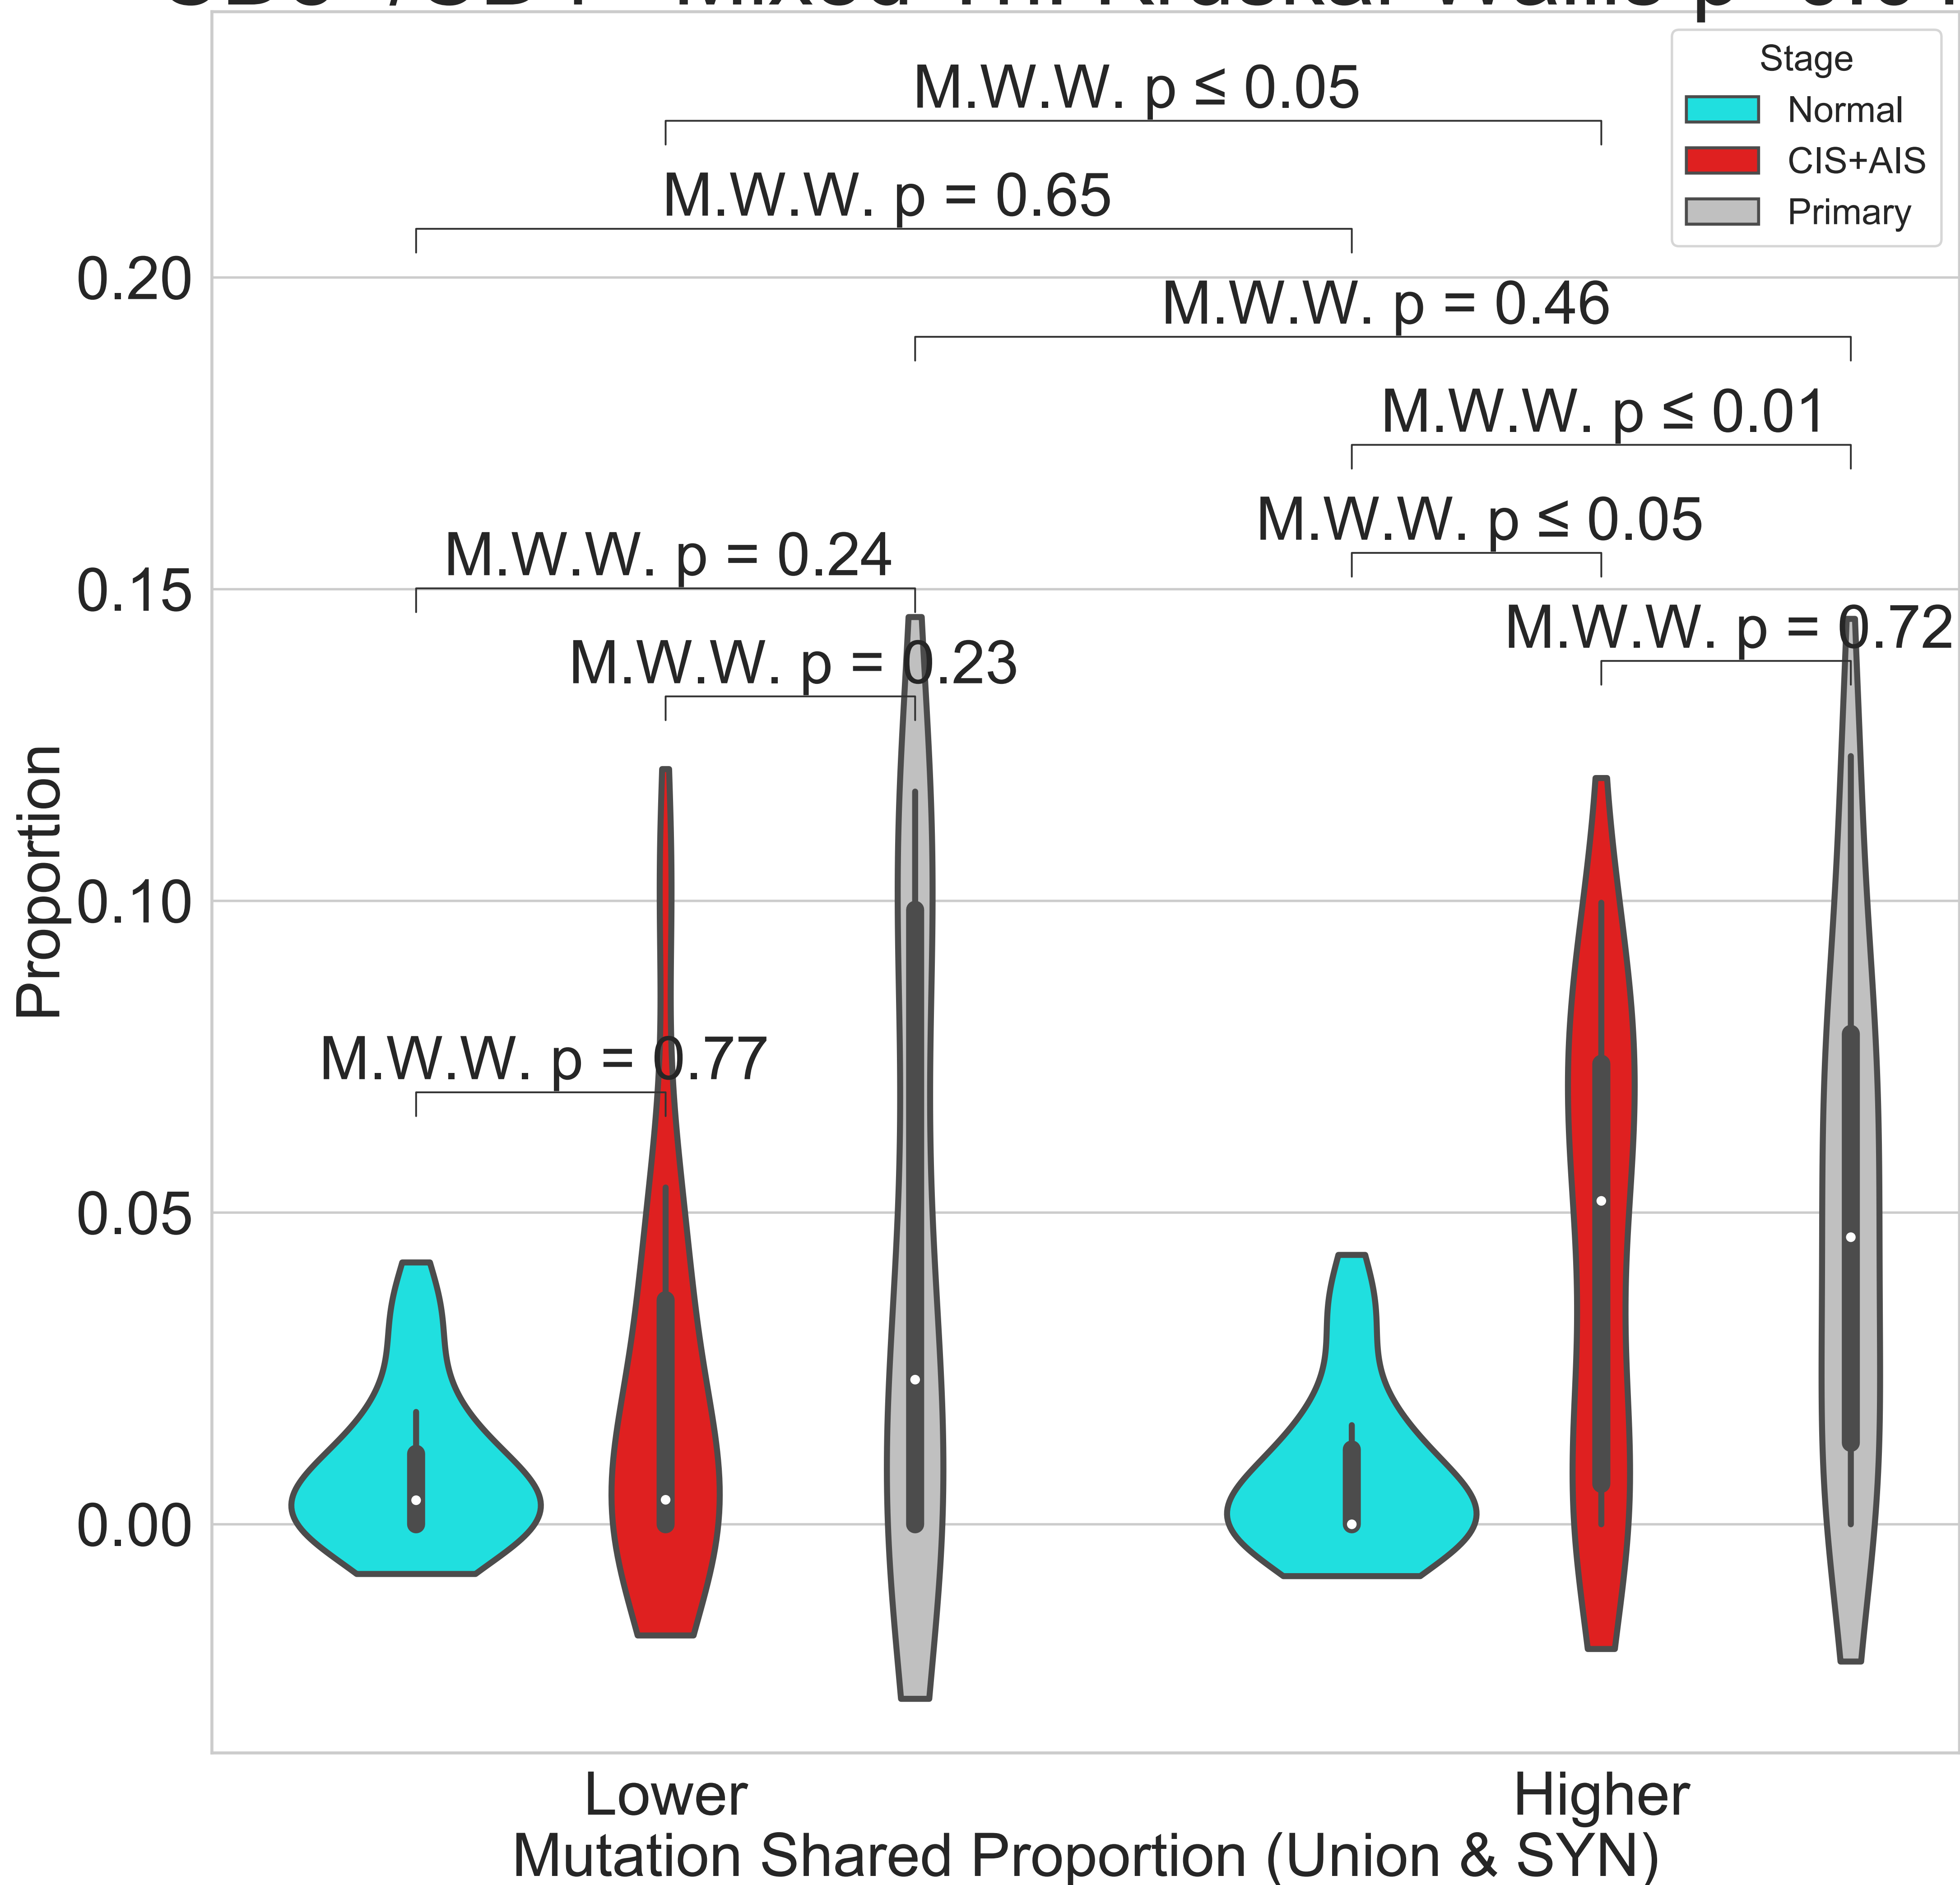 M.W.W. p ≤ 0.05
Stage
Normal
CIS+AIS
Primary
M.W.W. p = 0.65
0.20
M.W.W. p = 0.46
M.W.W. p ≤ 0.01
M.W.W. p ≤ 0.05
M.W.W. p = 0.24
0.15
M.W.W. p = 0.72
M.W.W. p = 0.23
Proportion
0.10
M.W.W. p = 0.77
0.05
0.00
Lower
Higher
Mutation Shared Proportion (Union & SYN)